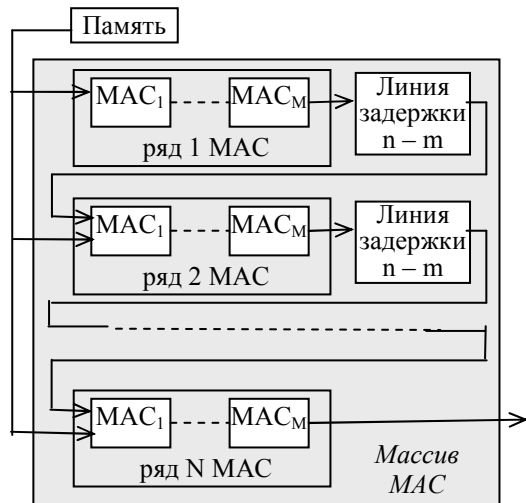 Память
MAC₁ MACM
Линия
задержки
n – m
ряд 1 MAC
MAC₁ MACM
Линия
задержки
n – m
ряд 2 MAC
MAC₁ MACM
ряд N MAC
Массив
MAC